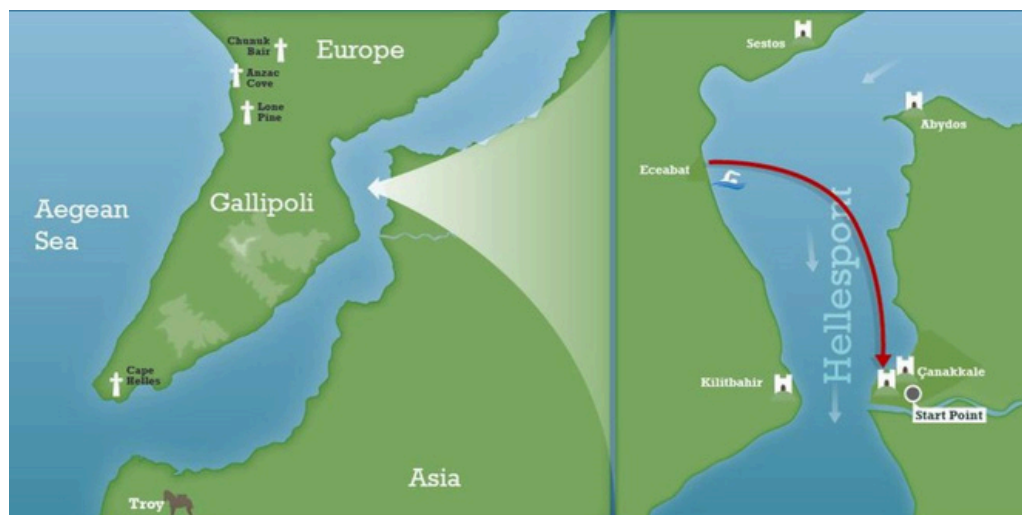 Chunuk
Bair
Europe
Anzac
Cove
Lone
Pine
Gallipoli
Aegean
Sea
Cape
Helles
Asia
Troy
Sestos
Abydos
Eceabat
Hellespont
Kilitbahir
Çanakkale
Start Point